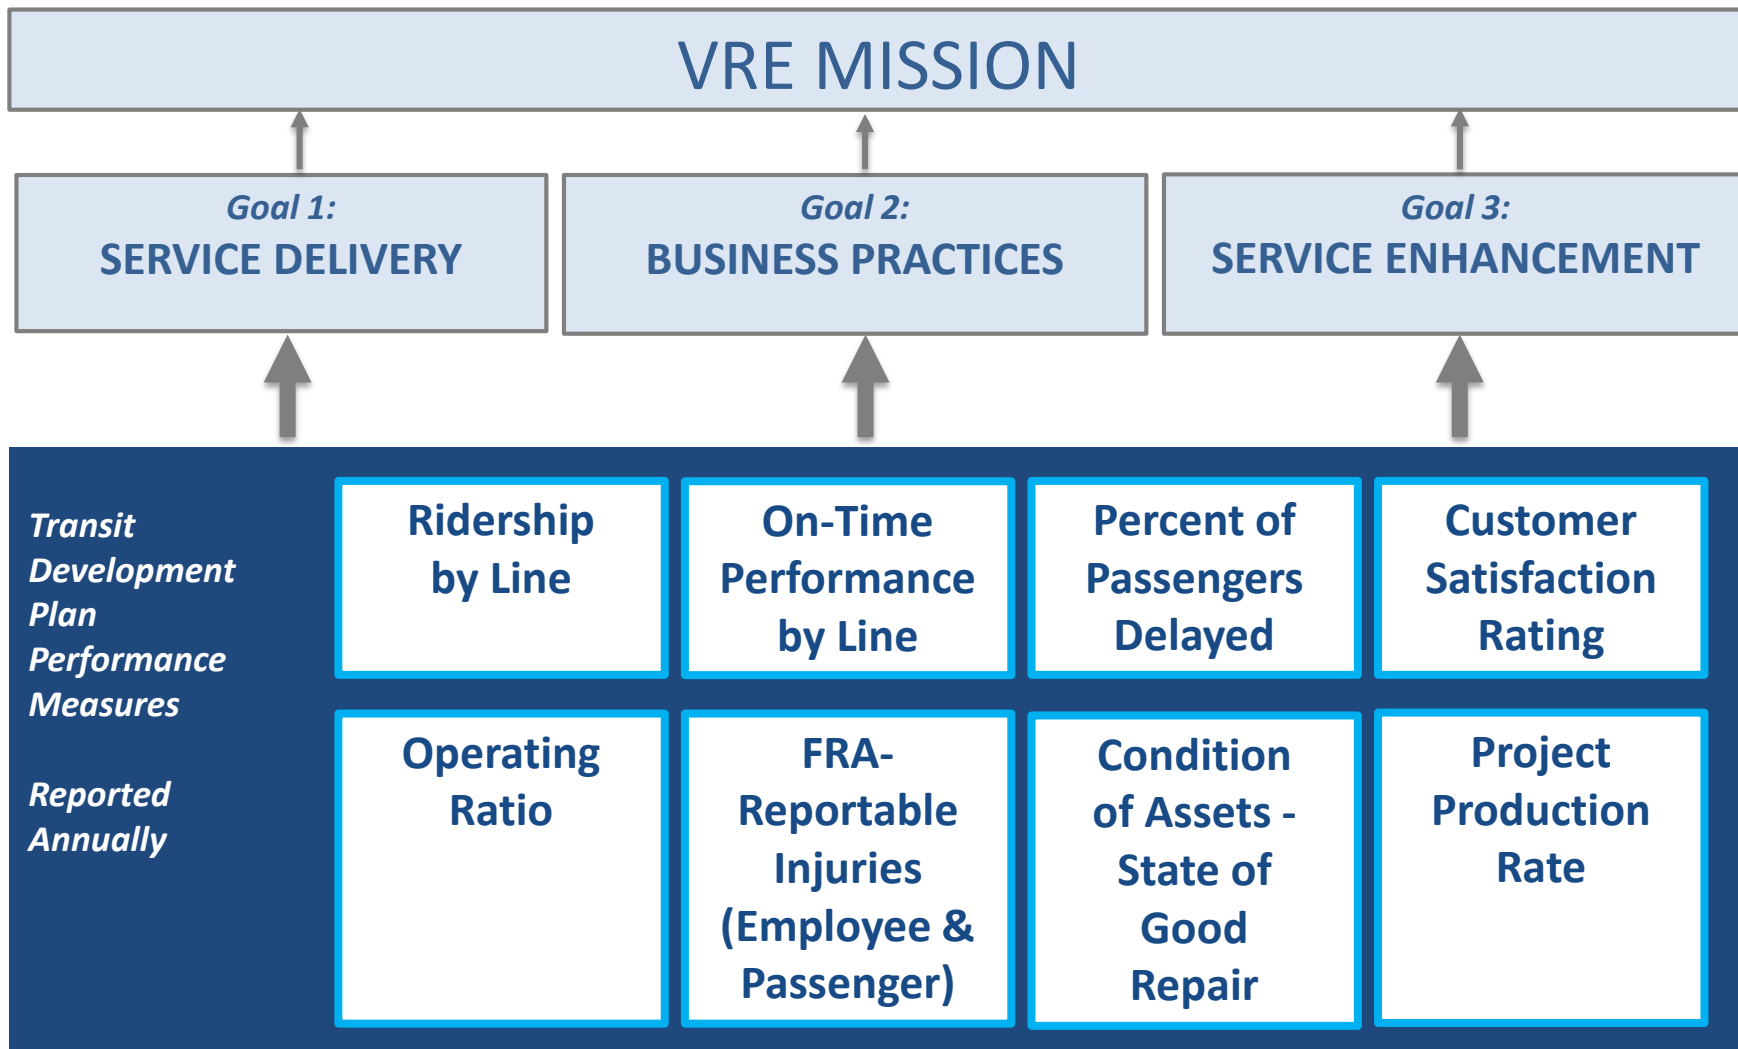 VRE MISSION
Goal 1:
SERVICE DELIVERY
Goal 2:
BUSINESS PRACTICES
Goal 3:
SERVICE ENHANCEMENT
Transit
Development
Plan
Performance
Measures
Reported
Annually
Ridership
by Line
On-Time
Performance
by Line
Percent of
Passengers
Delayed
Customer
Satisfaction
Rating
Operating
Ratio
FRA-
Reportable
Injuries
(Employee &
Passenger)
Condition
of Assets -
State of
Good
Repair
Project
Production
Rate